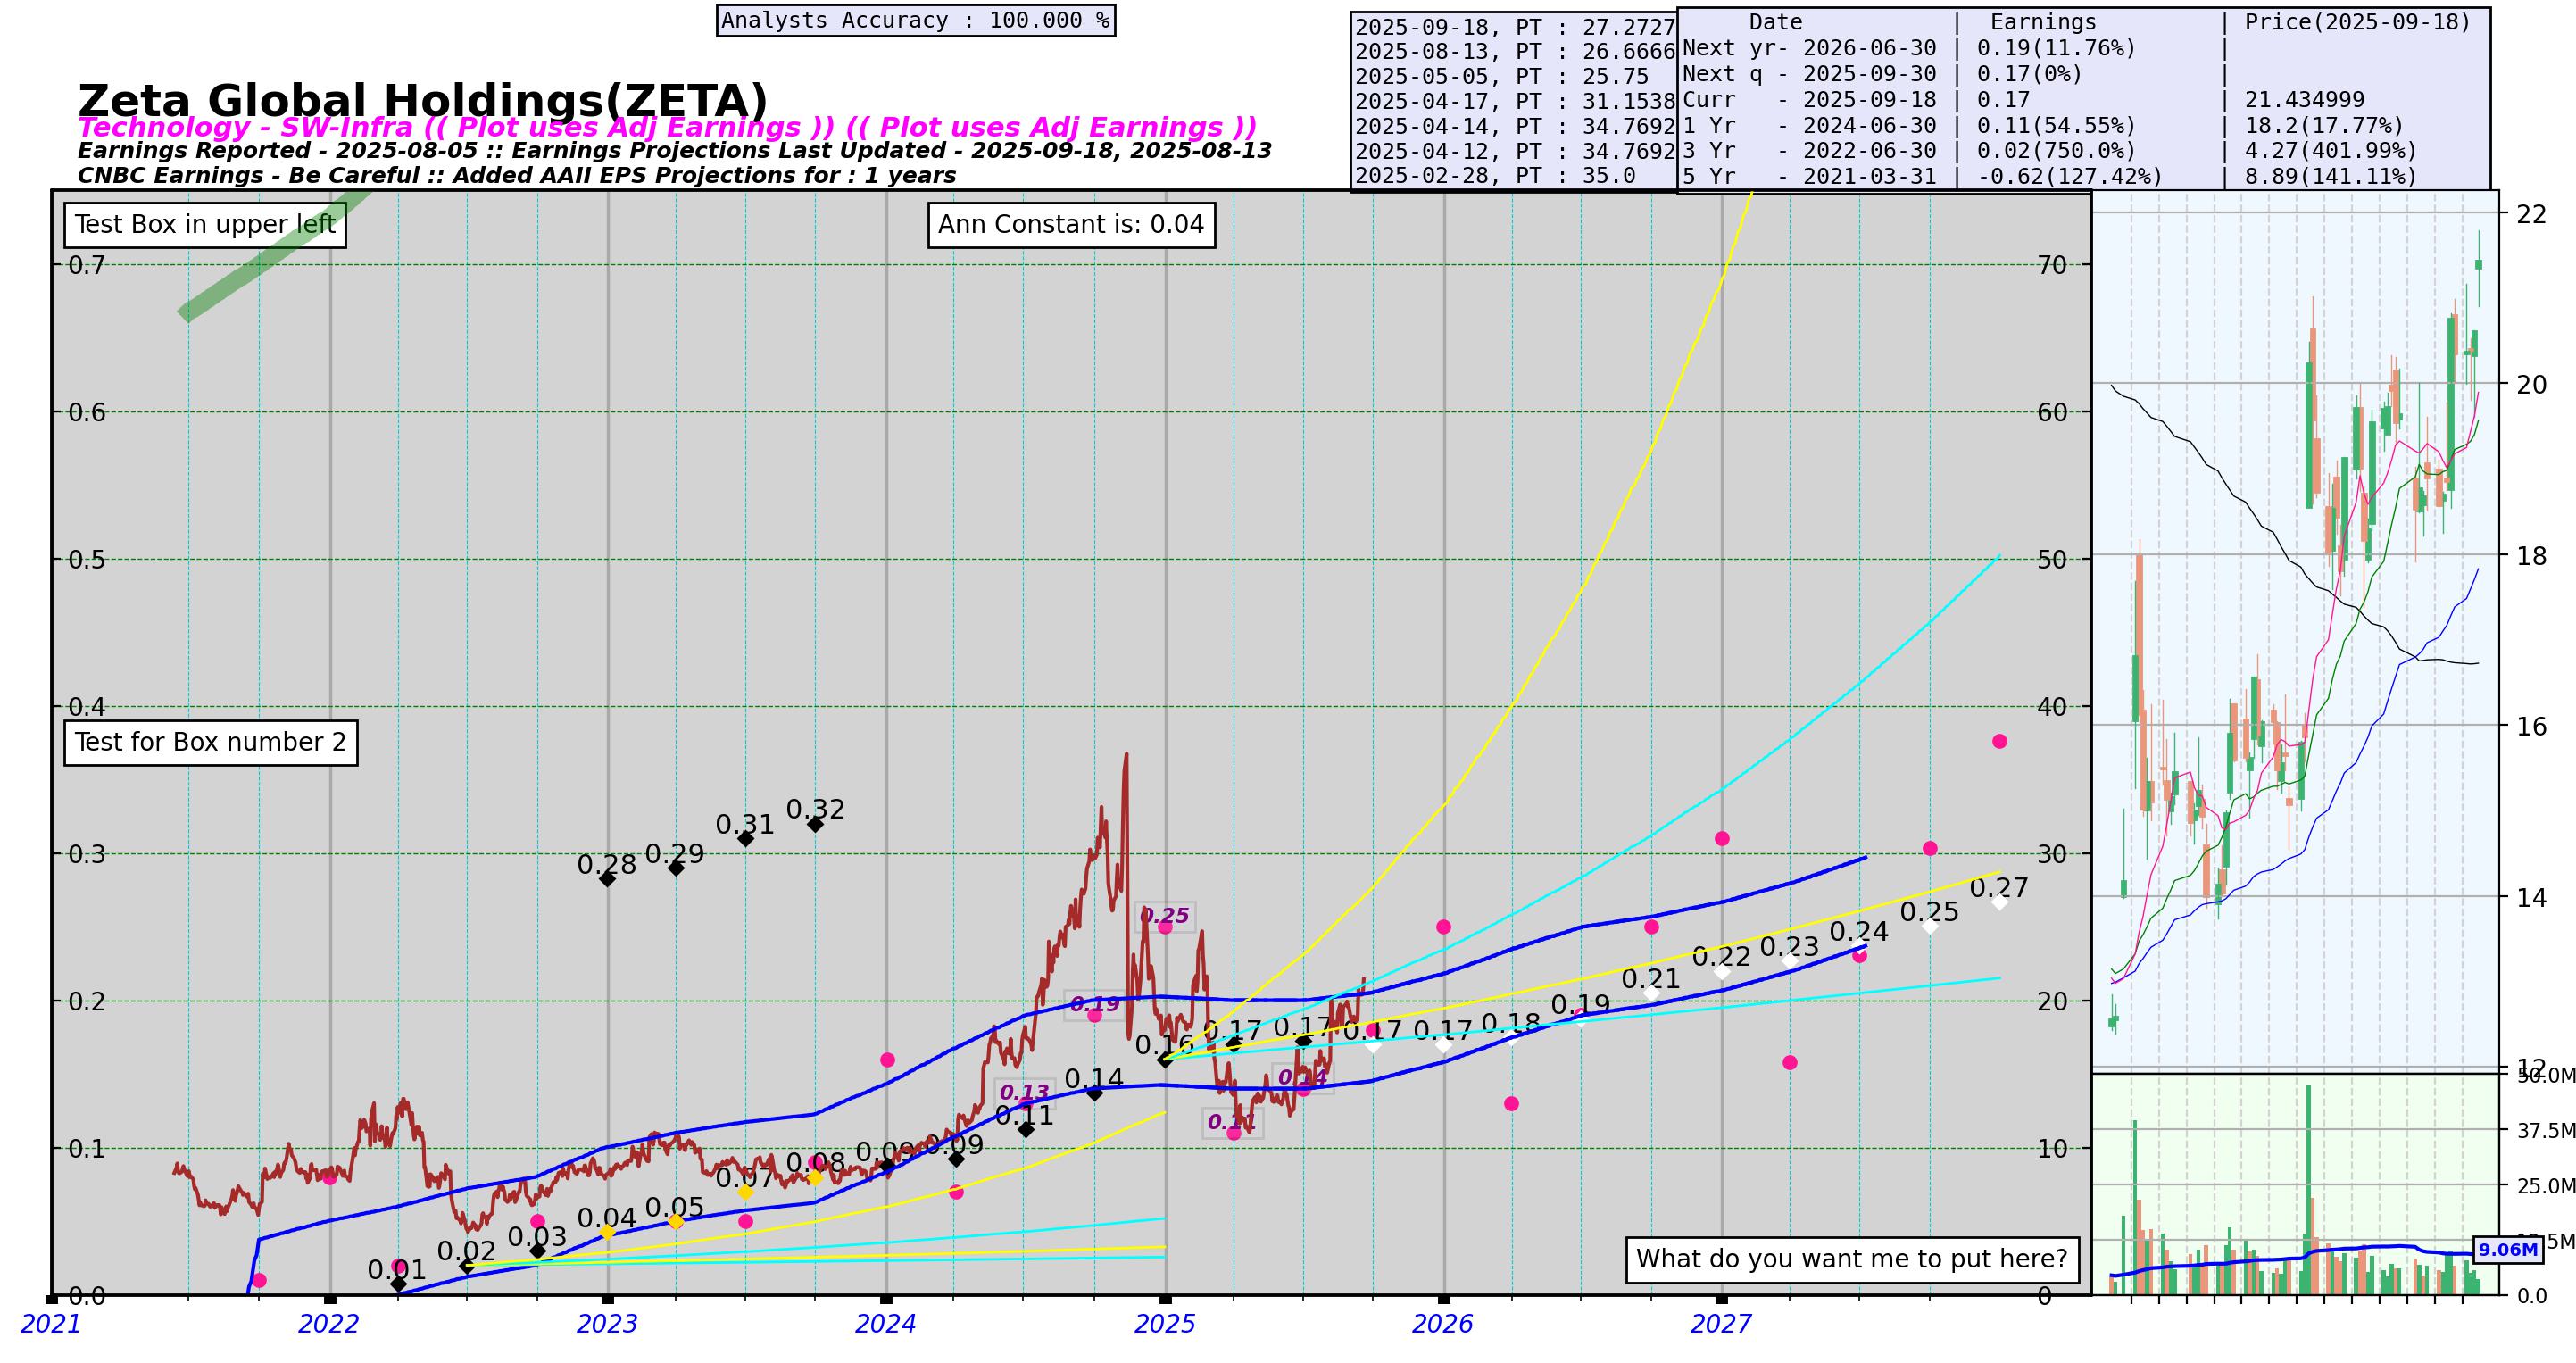 Analysts Accuracy : 100.000 %
2025-09-18, PT : 27.2727
2025-08-13, PT : 26.6666
2025-05-05, PT : 25.75
2025-04-17, PT : 31.1538
2025-04-14, PT : 34.7692
2025-04-12, PT : 34.7692
2025-02-28, PT : 35.0
Date | Earnings | Price(2025-09-18)
Next yr- 2026-06-30 | 0.19(11.76%) |
Next q - 2025-09-30 | 0.17(0%) |
Curr - 2025-09-18 | 0.17 | 21.434999
1 Yr - 2024-06-30 | 0.11(54.55%) | 18.2(17.77%)
3 Yr - 2022-06-30 | 0.02(750.0%) | 4.27(401.99%)
5 Yr - 2021-03-31 | -0.62(127.42%) | 8.89(141.11%)
Zeta Global Holdings(ZETA)
Technology - SW-Infra (( Plot uses Adj Earnings )) (( Plot uses Adj Earnings ))
Earnings Reported - 2025-08-05 :: Earnings Projections Last Updated - 2025-09-18, 2025-08-13
CNBC Earnings - Be Careful :: Added AAII EPS Projections for : 1 years
Test Box in upper left
Ann Constant is: 0.04
Test for Box number 2
What do you want me to put here?
0.7
0.6
0.5
0.4
0.3
0.2
0.1
0.0
70
60
50
40
30
20
10
0
0.01
0.02
0.03
0.04
0.05
0.07
0.08
0.09
0.09
0.11
0.14
0.16
0.17
0.17
0.17
0.17
0.18
0.19
0.21
0.22
0.23
0.24
0.25
0.27
0.28
0.29
0.31
0.32
0.13
0.19
0.25
0.11
0.14
2021
2022
2023
2024
2025
2026
2027
22
20
18
16
14
12
50.0M
37.5M
25.0M
9.06M
0.0